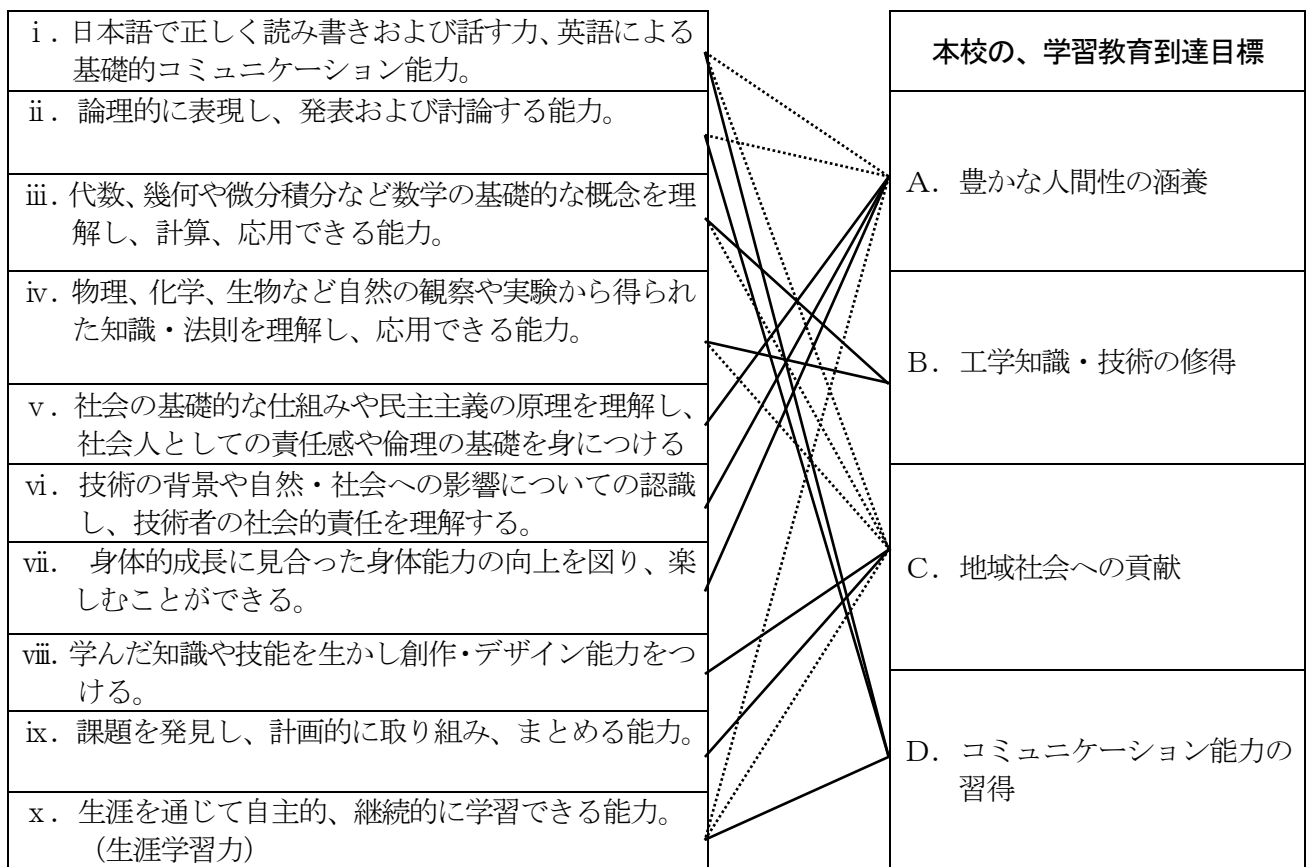 ⅰ．日本語で正しく読み書きおよび話す力、英語による
基礎的コミュニケーション能力。
ⅱ．論理的に表現し、発表および討論する能力。
ⅲ．代数、幾何や微分積分など数学の基礎的な概念を理
解し、計算、応用できる能力。
ⅳ．物理、化学、生物など自然の観察や実験から得られ
た知識・法則を理解し、応用できる能力。
ⅴ．社会の基礎的な仕組みや民主主義の原理を理解し、
社会人としての責任感や倫理の基礎を身につける
ⅵ．技術の背景や自然・社会への影響についての認識
し、技術者の社会的責任を理解する。
ⅶ．身体的成長に見合った身体能力の向上を図り、楽
しむことができる。
ⅷ．学んだ知識や技能を生かし創作・デザイン能力をつ
ける。
ⅸ．課題を発見し、計画的に取り組み、まとめる能力。
ⅹ．生涯を通じて自主的、継続的に学習できる能力。
（生涯学習力）
本校の、学習教育到達目標
A．豊かな人間性の涵養
B．工学知識・技術の修得
C．地域社会への貢献
D．コミュニケーション能力の
習得